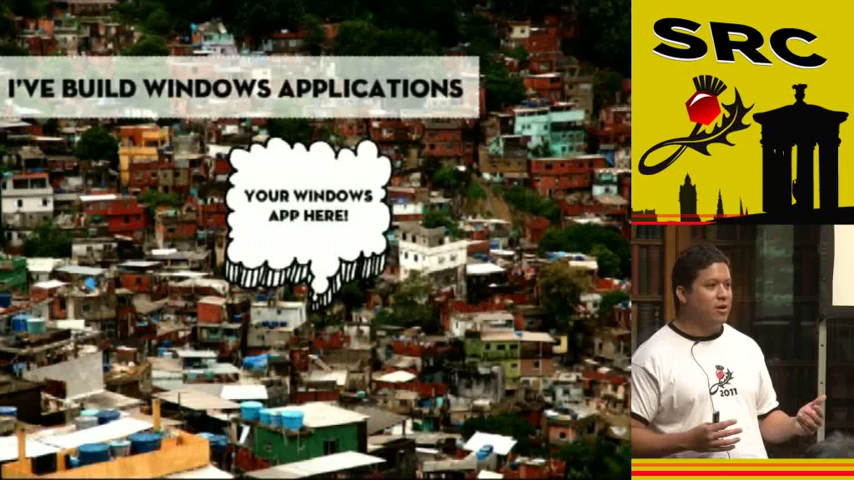 I'VE BUILD WINDOWS APPLICATIONS
YOUR WINDOWS
APP HERE!
SRC
2011